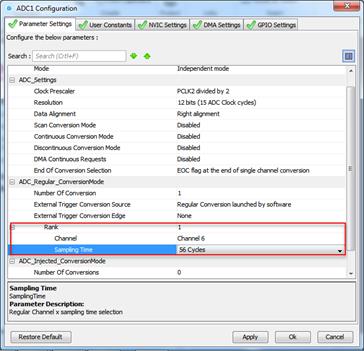 ADC1 Configuration
Parameter Settings User Constants NVIC Settings DMA Settings GPIO Settings
Configure the below parameters :
Search : Search (Crtl+F)
Mode Independent mode
ADC_Settings
Clock Prescaler PCLK2 divided by 2
Resolution 12 bits (15 ADC Clock cycles)
Data Alignment Right alignment
Scan Conversion Mode Disabled
Continuous Conversion Mode Disabled
Discontinuous Conversion Mode Disabled
DMA Continuous Requests Disabled
End Of Conversion Selection EOC flag at the end of single channel conversion
ADC_Regular_ConversionMode
Number Of Conversion 1
External Trigger Conversion Source Regular Conversion launched by software
External Trigger Conversion Edge None
Rank 1
Channel Channel 6
Sampling Time 56 Cycles
ADC_Injected_ConversionMode
Number Of Conversions 0
Sampling Time
SamplingTime
Parameter Description:
Regular Channel x sampling time selection
Restore Default Apply Ok Cancel